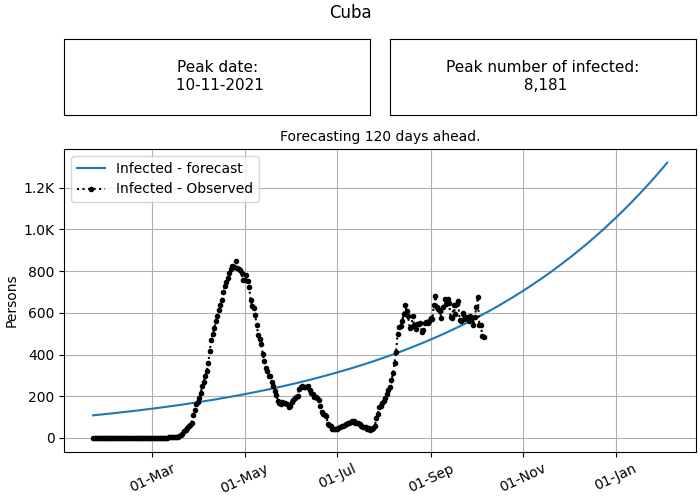 Cuba
Peak date:
10-11-2021
Peak number of infected:
8,181
Forecasting 120 days ahead.
Infected - forecast
Infected - Observed
Persons
1.2K
1.0K
800
600
400
200
0
01-Mar
01-May
01-Jul
01-Sep
01-Nov
01-Jan